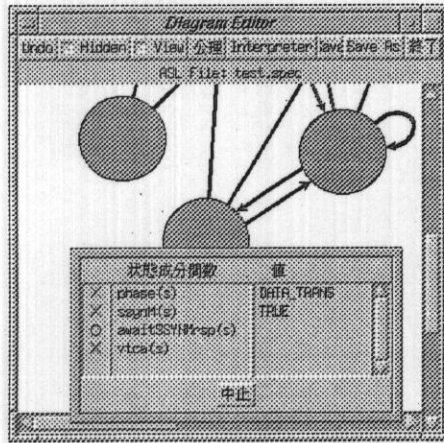 Diagram Editor
Undo Hidden View 公理 Interpreter Save Save As 終了
ASL File: test.spec
状態成分関数 値
× phase(s) DATA_TRANS
× ssynM(s) TRUE
○ awaitSSYNMrsp(s)
× vtca(s)
中止